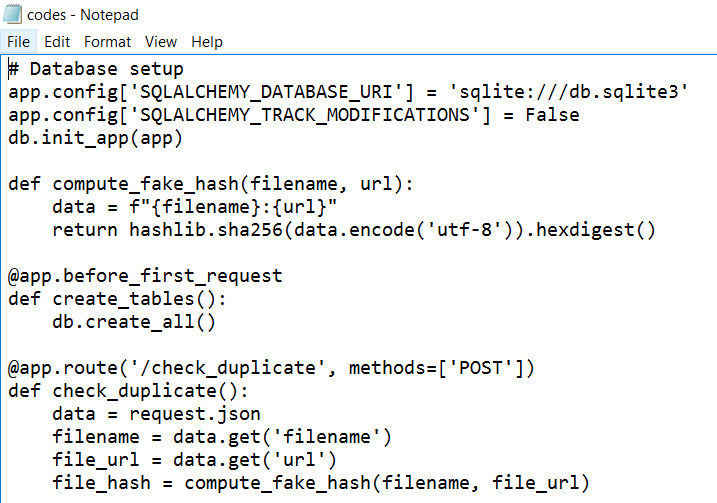 codes - Notepad
File Edit Format View Help
# Database setup
app.config['SQLALCHEMY_DATABASE_URI'] = 'sqlite:///db.sqlite3'
app.config['SQLALCHEMY_TRACK_MODIFICATIONS'] = False
db.init_app(app)

def compute_fake_hash(filename, url):
    data = f"{filename}:{url}"
    return hashlib.sha256(data.encode('utf-8')).hexdigest()

@app.before_first_request
def create_tables():
    db.create_all()

@app.route('/check_duplicate', methods=['POST'])
def check_duplicate():
    data = request.json
    filename = data.get('filename')
    file_url = data.get('url')
    file_hash = compute_fake_hash(filename, file_url)